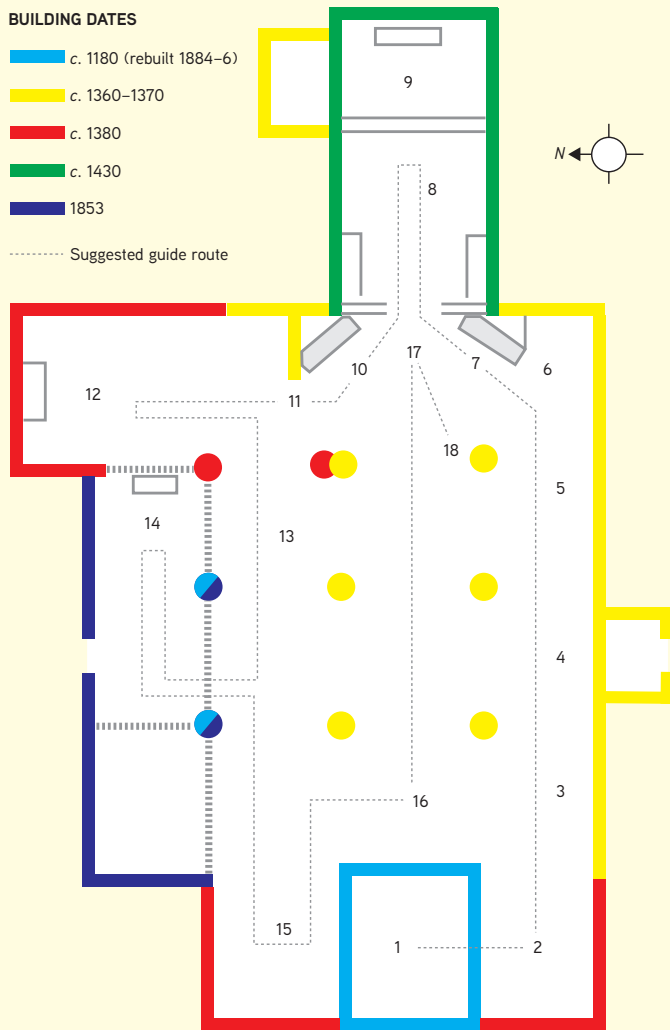 BUILDING DATES
c. 1180 (rebuilt 1884–6)
c. 1360–1370
c. 1380
c. 1430
1853
Suggested guide route
N
9
8
17
7
6
10
12
11
18
5
14
13
4
3
16
15
1
2